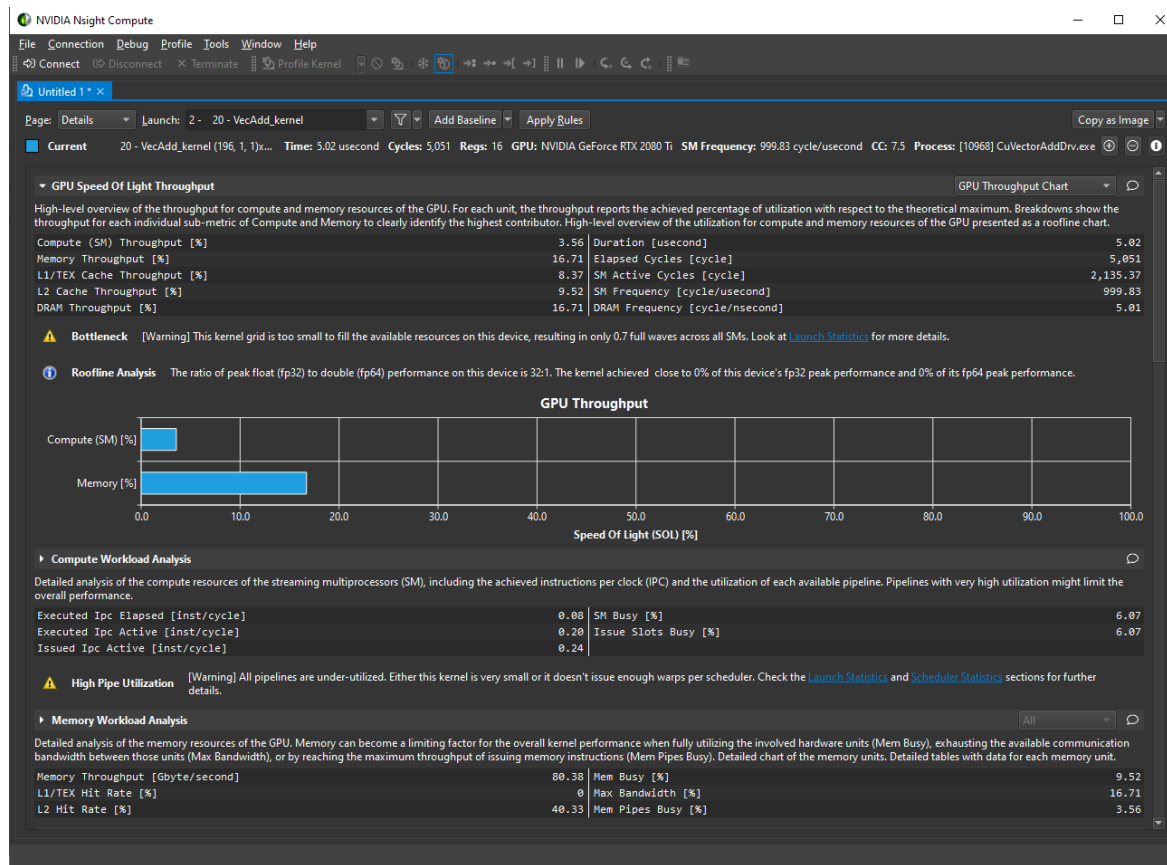 NVIDIA Nsight Compute
File Connection Debug Profile Tools Window Help
Connect Disconnect Terminate Profile Kernel
Untitled 1 *
Page: Details Launch: 2 - 20 - VecAdd_kernel Add Baseline Apply Rules Copy as Image
Current 20 - VecAdd_kernel (196, 1, 1)x... Time: 5.02 usecond Cycles: 5,051 Regs: 16 GPU: NVIDIA GeForce RTX 2080 Ti SM Frequency: 999.83 cycle/usecond CC: 7.5 Process: [10968] CuVectorAddDrv.exe
GPU Speed Of Light Throughput GPU Throughput Chart
High-level overview of the throughput for compute and memory resources of the GPU. For each unit, the throughput reports the achieved percentage of utilization with respect to the theoretical maximum. Breakdowns show the
throughput for each individual sub-metric of Compute and Memory to clearly identify the highest contributor. High-level overview of the utilization for compute and memory resources of the GPU presented as a roofline chart.
Compute (SM) Throughput [%] 3.56 Duration [usecond] 5.02
Memory Throughput [%] 16.71 Elapsed Cycles [cycle] 5,051
L1/TEX Cache Throughput [%] 8.37 SM Active Cycles [cycle] 2,135.37
L2 Cache Throughput [%] 9.52 SM Frequency [cycle/usecond] 999.83
DRAM Throughput [%] 16.71 DRAM Frequency [cycle/nsecond] 5.01
Bottleneck [Warning] This kernel grid is too small to fill the available resources on this device, resulting in only 0.7 full waves across all SMs. Look at Launch Statistics for more details.
Roofline Analysis The ratio of peak float (fp32) to double (fp64) performance on this device is 32:1. The kernel achieved close to 0% of this device's fp32 peak performance and 0% of its fp64 peak performance.
GPU Throughput
Compute (SM) [%]
Memory [%]
0.0 10.0 20.0 30.0 40.0 50.0 60.0 70.0 80.0 90.0 100.0
Speed Of Light (SOL) [%]
Compute Workload Analysis
Detailed analysis of the compute resources of the streaming multiprocessors (SM), including the achieved instructions per clock (IPC) and the utilization of each available pipeline. Pipelines with very high utilization might limit the
overall performance.
Executed Ipc Elapsed [inst/cycle] 0.08 SM Busy [%] 6.07
Executed Ipc Active [inst/cycle] 0.20 Issue Slots Busy [%] 6.07
Issued Ipc Active [inst/cycle] 0.24
High Pipe Utilization [Warning] All pipelines are under-utilized. Either this kernel is very small or it doesn't issue enough warps per scheduler. Check the Launch Statistics and Scheduler Statistics sections for further
details.
Memory Workload Analysis All
Detailed analysis of the memory resources of the GPU. Memory can become a limiting factor for the overall kernel performance when fully utilizing the involved hardware units (Mem Busy), exhausting the available communication
bandwidth between those units (Max Bandwidth), or by reaching the maximum throughput of issuing memory instructions (Mem Pipes Busy). Detailed chart of the memory units. Detailed tables with data for each memory unit.
Memory Throughput [Gbyte/second] 80.38 Mem Busy [%] 9.52
L1/TEX Hit Rate [%] 0 Max Bandwidth [%] 16.71
L2 Hit Rate [%] 40.33 Mem Pipes Busy [%] 3.56